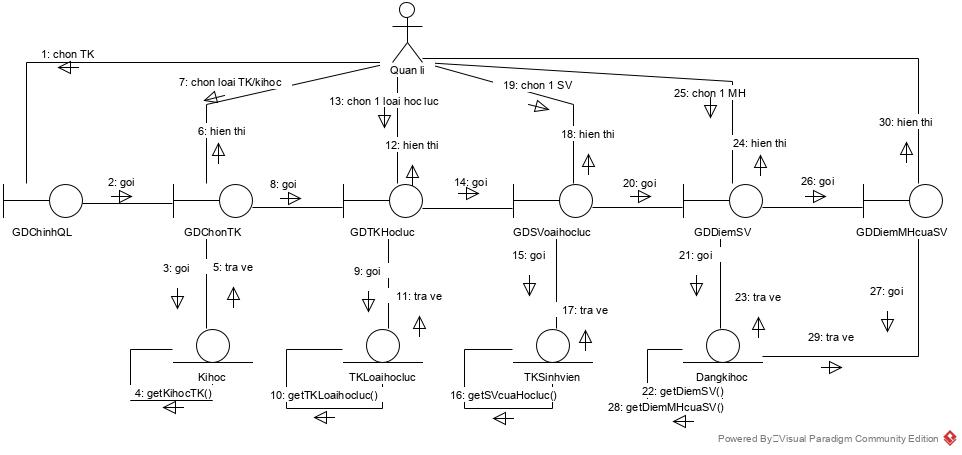 1: chon TK
Quan li
7: chon loai TK/kihoc
19: chon 1 SV
25: chon 1 MH
13: chon 1 loai hoc luc
6: hien thi
12: hien thi
18: hien thi
24: hien thi
30: hien thi
2: goi
8: goi
14: goi
20: goi
26: goi
GDChinhQL
GDChonTK
GDTKHocluc
GDSVoaihocluc
GDDiemSV
GDDiemMHcuaSV
3: goi
5: tra ve
9: goi
11: tra ve
15: goi
17: tra ve
21: goi
23: tra ve
27: goi
29: tra ve
Kihoc
TKLoaihocluc
TKSinhvien
Dangkihoc
4: getKihocTK()
10: getTKLoaihocluc()
16: getSVcuaHocluc()
22: getDiemSV()
28: getDiemMHcuaSV()
Powered By Visual Paradigm Community Edition